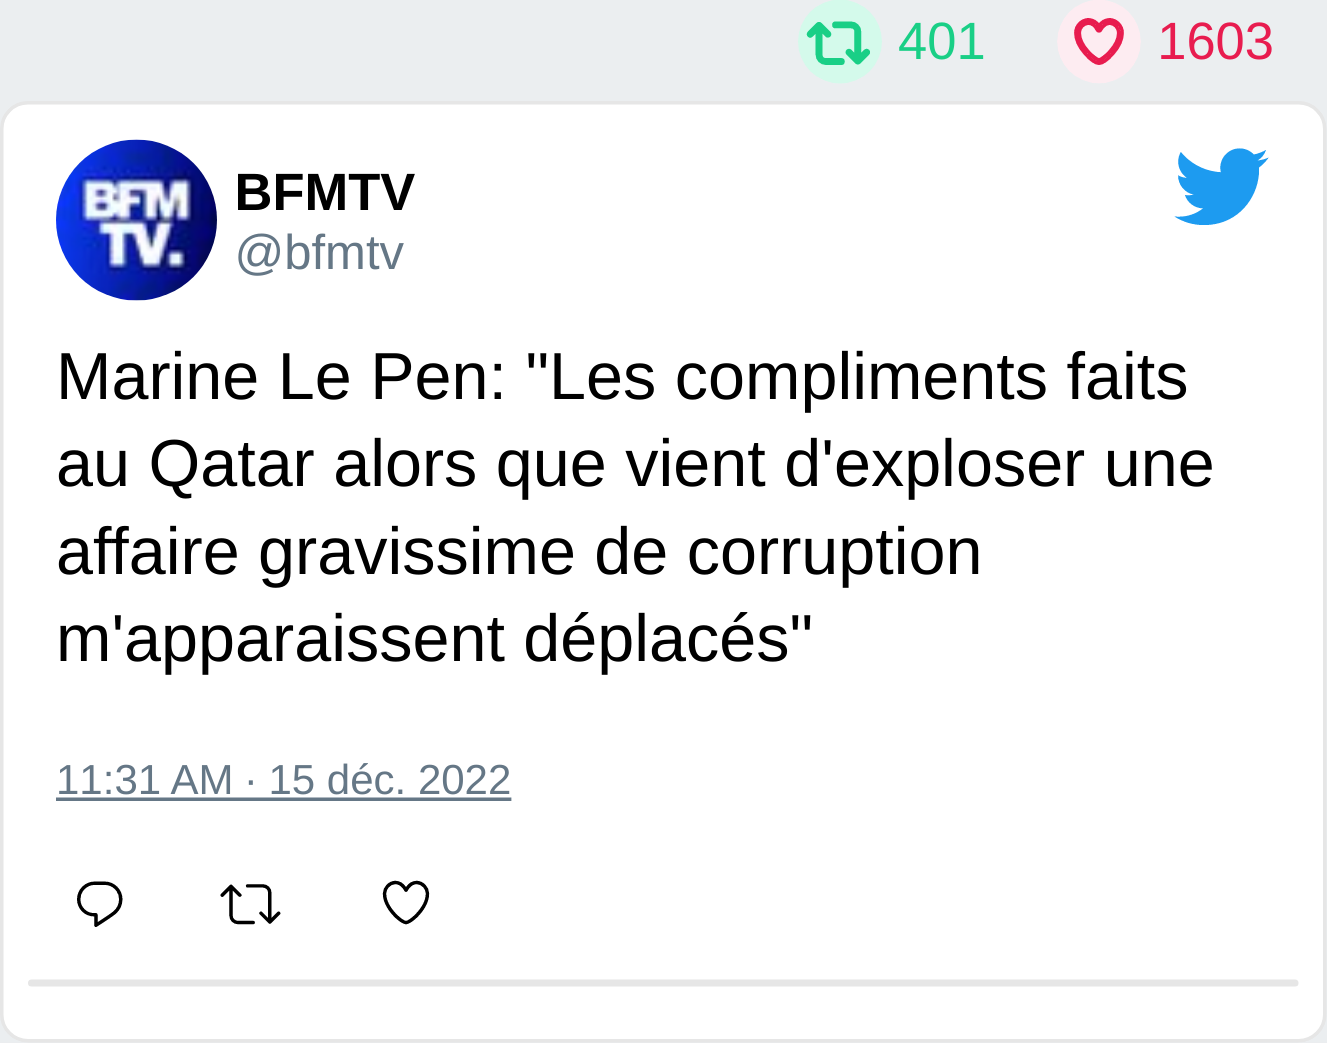 401 1603
BFM
TV.
BFMTV
@bfmtv
Marine Le Pen: "Les compliments faits
au Qatar alors que vient d'exploser une
affaire gravissime de corruption
m'apparaissent déplacés"
11:31 AM · 15 déc. 2022